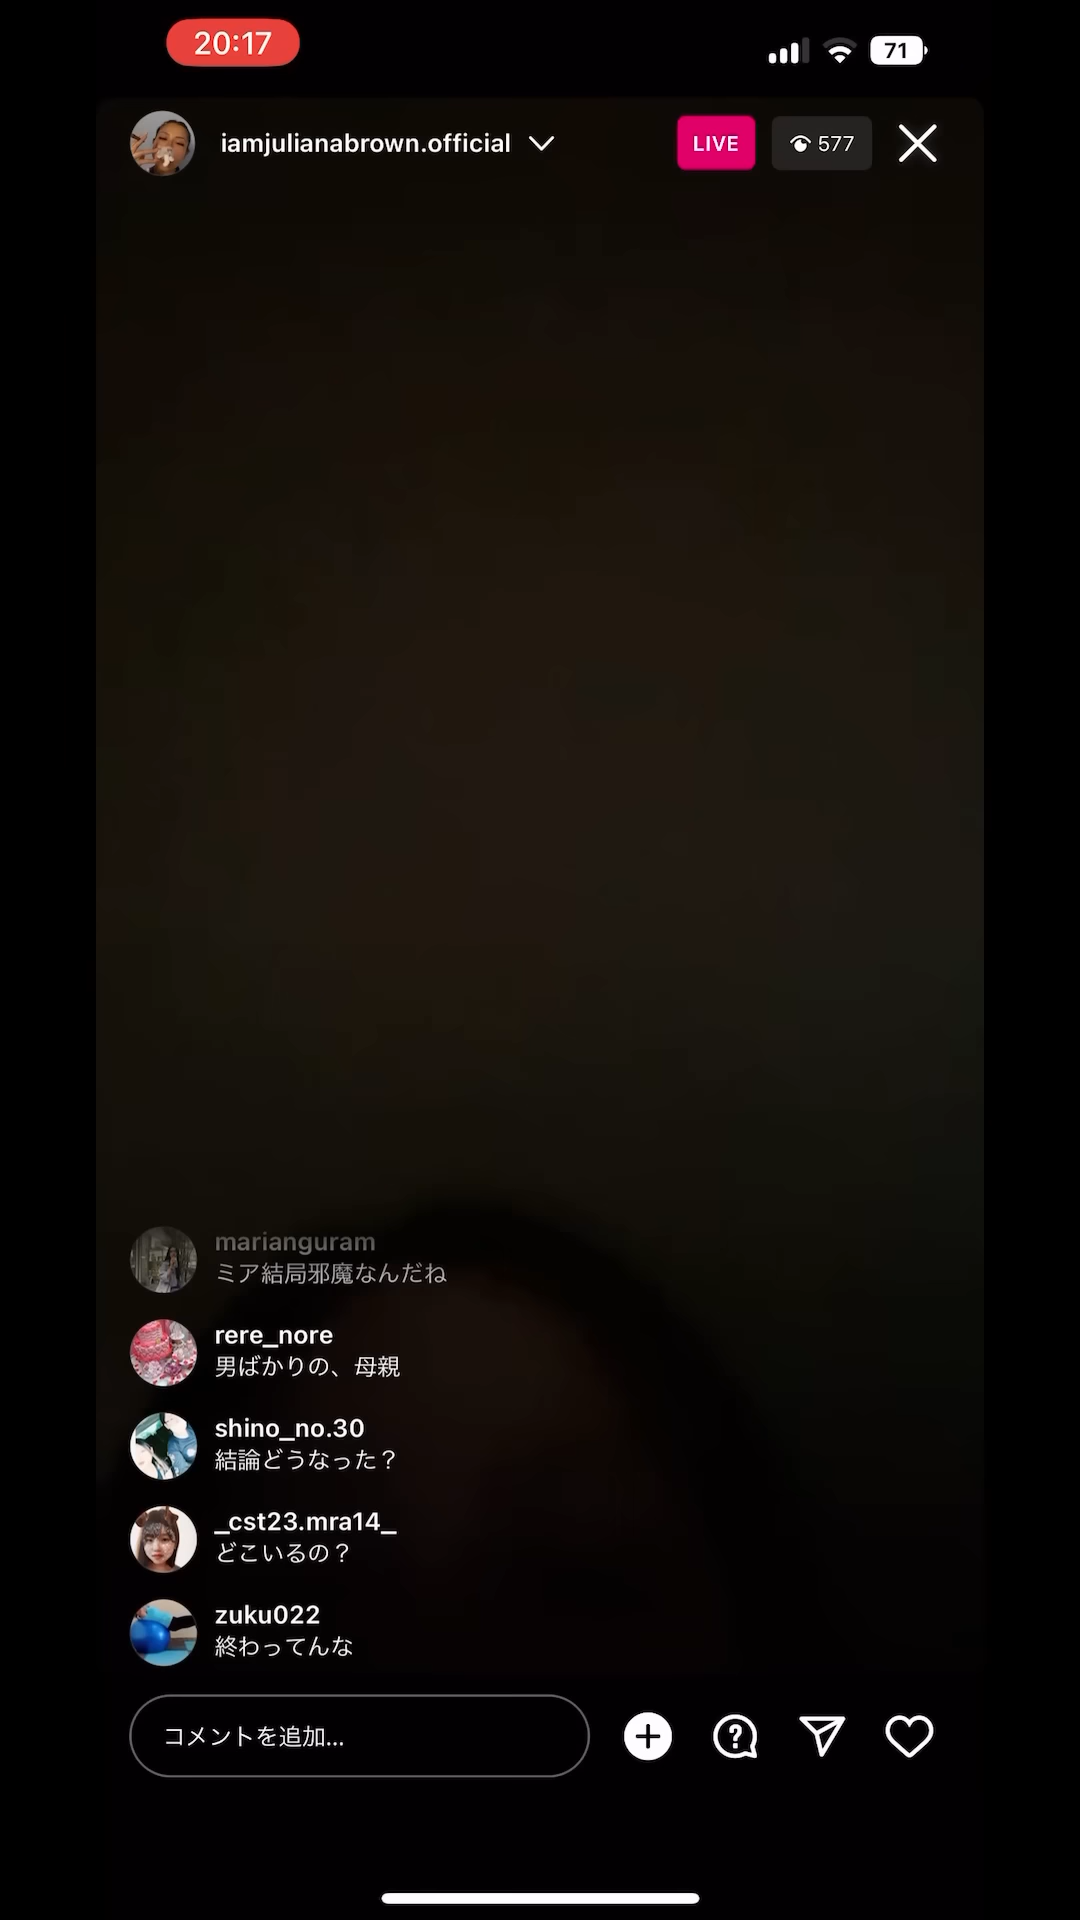 20:17
71
iamjulianabrown.official
LIVE
577
marianguram
ミア結局邪魔なんだね
rere_nore
男ばかりの、母親
shino_no.30
結論どうなった？
_cst23.mra14_
どこいるの？
zuku022
終わってんな
コメントを追加...